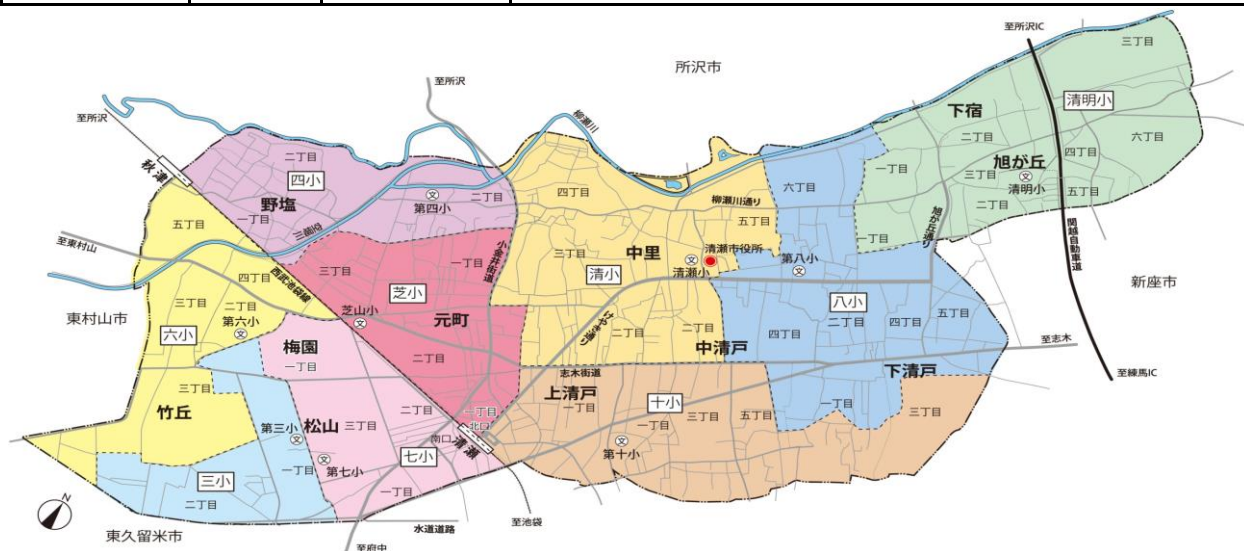 至所沢IC
三丁目
所沢市
至所沢
清明小
下宿
柳瀬川
至所沢
二丁目
六丁目
秋津
二丁目
一丁目
旭が丘
四丁目
四小
四丁目
六丁目
三丁目
文
文
二丁目
清明小
五丁目
第四小
柳瀬川通り
二丁目
野塩
五丁目
旭が丘通り
五丁目
一丁目
一丁目
関越自動車道
至東村山
三丁目
中里
清瀬市役所
小金井街道
文
文
第八小
四丁目
西武池袋線
三丁目
一丁目
清小
清瀬小
新座市
芝小
三丁目
二丁目
芝山小
八小
東村山市
第六小
文
元町
けやき通り
二丁目
四丁目
五丁目
六小
文
梅園
二丁目
二丁目
四丁目
至志木
一丁目
二丁目
中清戸
志木街道
下清戸
至練馬IC
三丁目
上清戸
竹丘
二丁目
一丁目
一丁目
一丁目
十小
三丁目
五丁目
三丁目
第三小
松山
三丁目
北口
一丁目
文
南口
清瀬
文
一丁目
文
第七小
七小
第十小
三小
一丁目
二丁目
N
水道道路
至池袋
東久留米市
至府中